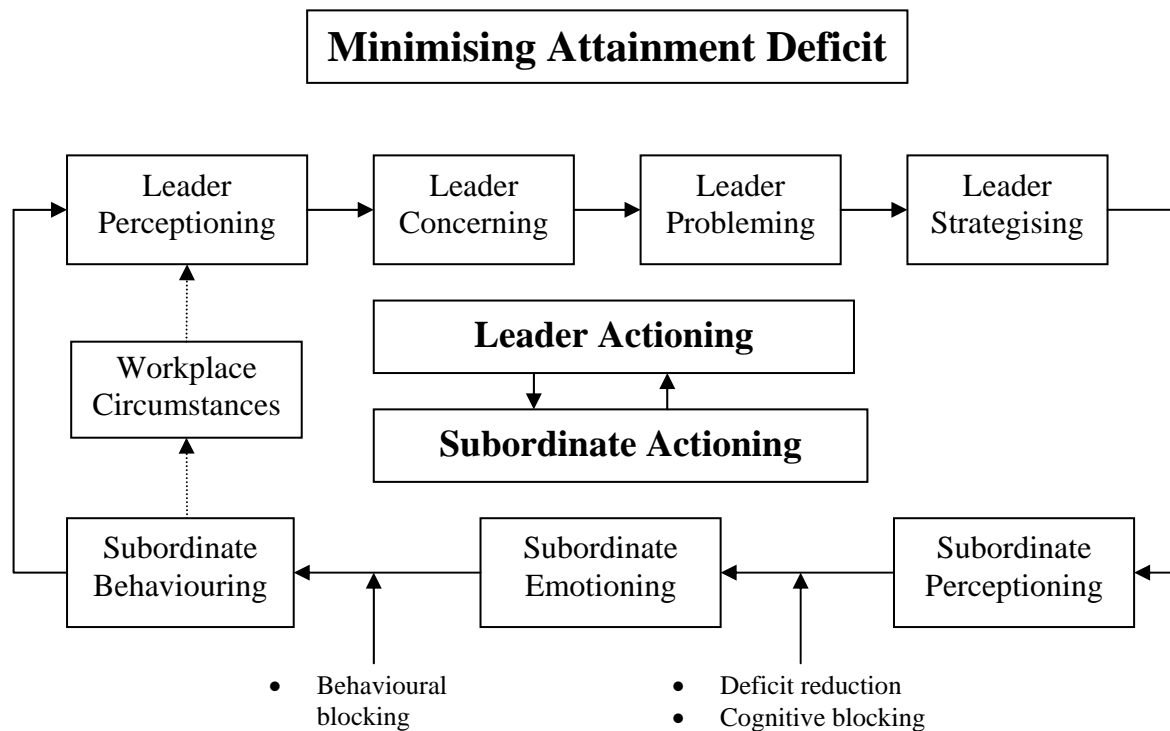 Minimising Attainment Deficit
Leader
Perceptioning
Leader
Concerning
Leader
Probleming
Leader
Strategising
Leader Actioning
Workplace
Circumstances
Subordinate Actioning
Subordinate
Behaviouring
Subordinate
Emotioning
Subordinate
Perceptioning
• Behavioural
blocking
• Deficit reduction
• Cognitive blocking